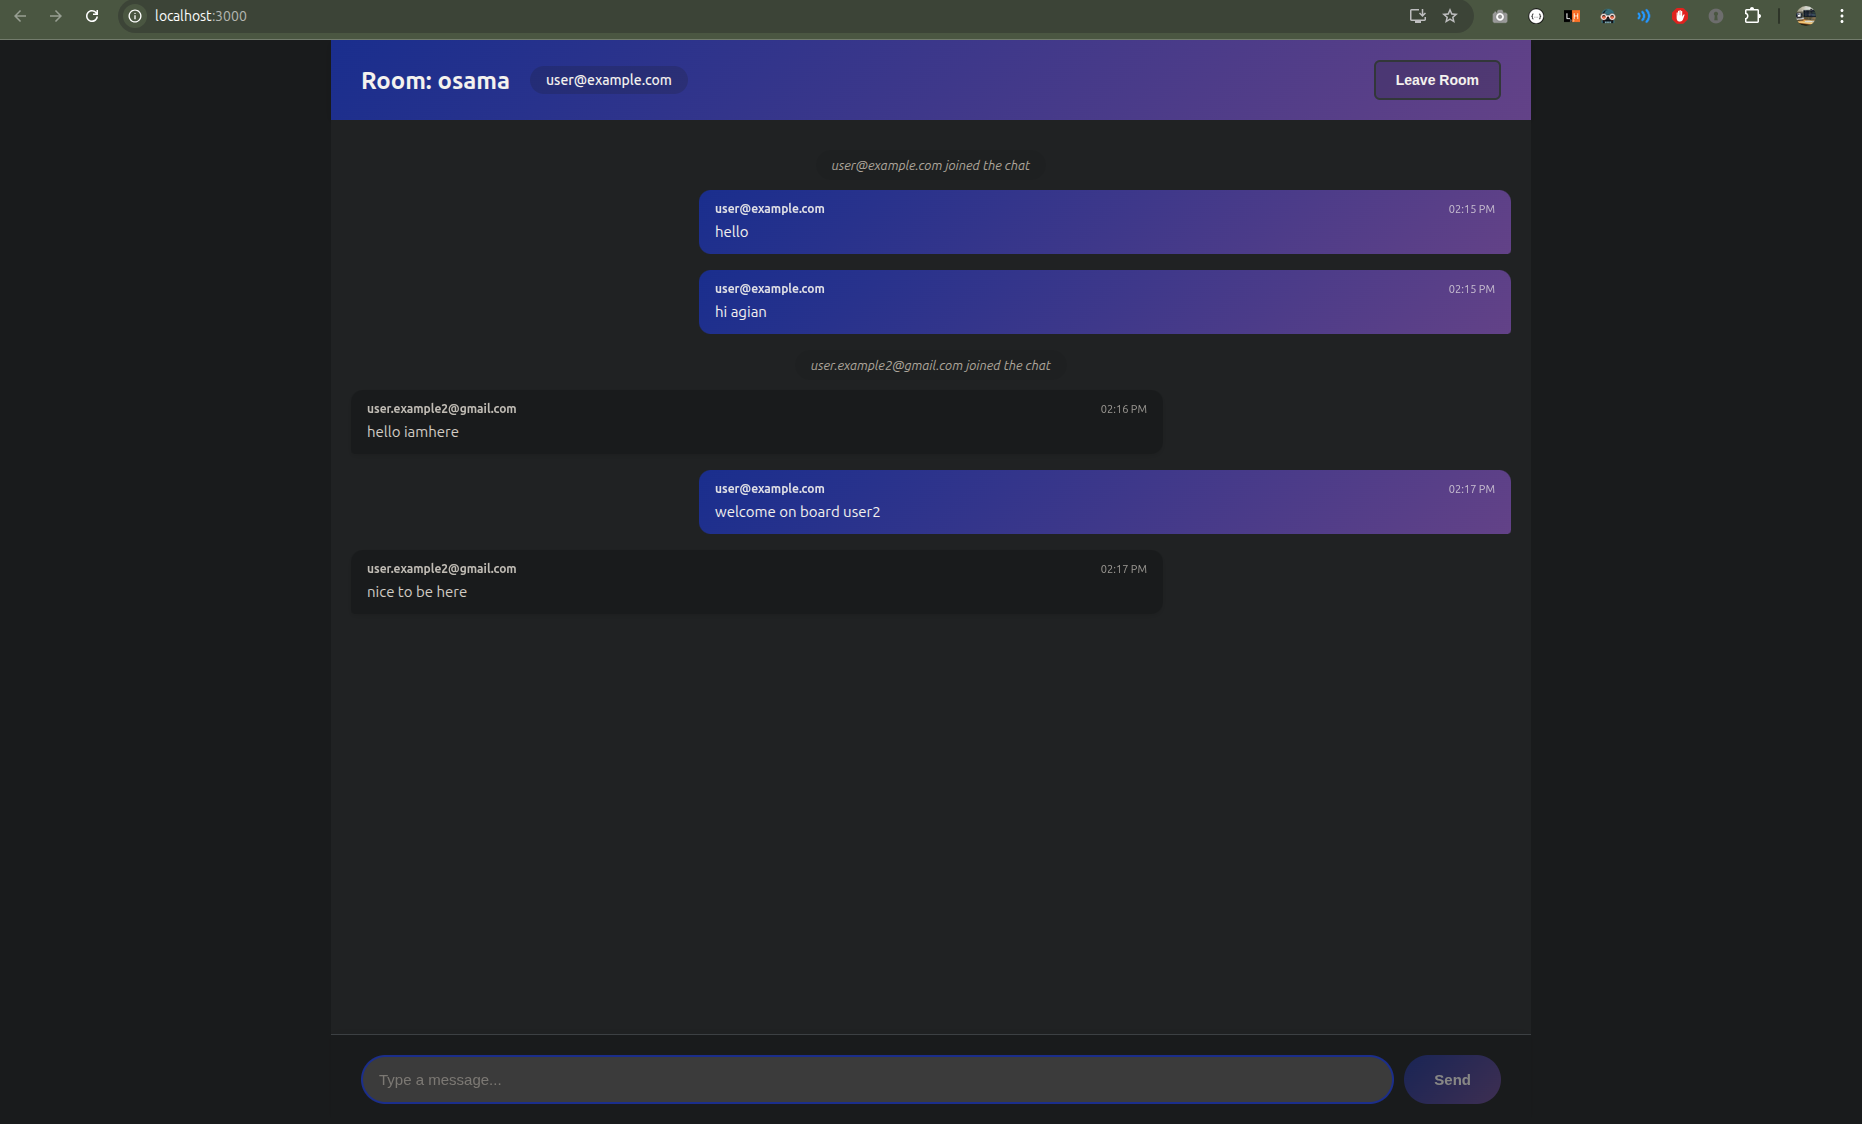 localhost:3000
Room: osama user@example.com Leave Room
user@example.com joined the chat
user@example.com 02:15 PM
hello
user@example.com 02:15 PM
hi agian
user.example2@gmail.com joined the chat
user.example2@gmail.com 02:16 PM
hello iamhere
user@example.com 02:17 PM
welcome on board user2
user.example2@gmail.com 02:17 PM
nice to be here
Type a message...
Send